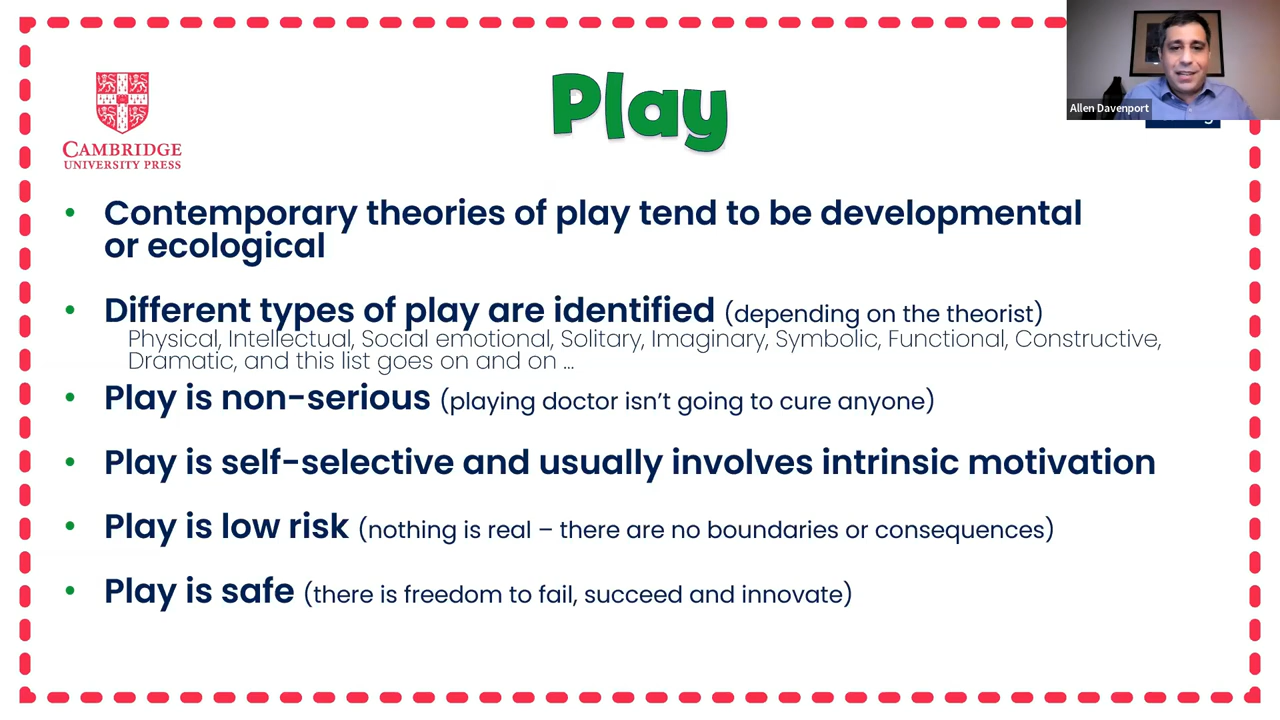 Play
Allen Davenport
CAMBRIDGE
UNIVERSITY PRESS
• Contemporary theories of play tend to be developmental
or ecological
• Different types of play are identified (depending on the theorist)
Physical, Intellectual, Social emotional, Solitary, Imaginary, Symbolic, Functional, Constructive,
Dramatic, and this list goes on and on ...
• Play is non-serious (playing doctor isn’t going to cure anyone)
• Play is self-selective and usually involves intrinsic motivation
• Play is low risk (nothing is real – there are no boundaries or consequences)
• Play is safe (there is freedom to fail, succeed and innovate)